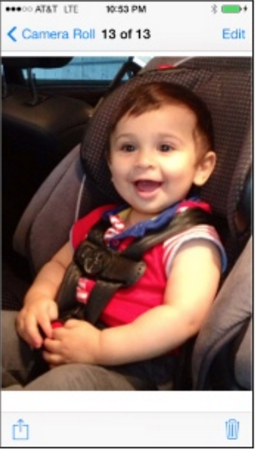 AT&T LTE 10:53 PM
Camera Roll 13 of 13 Edit